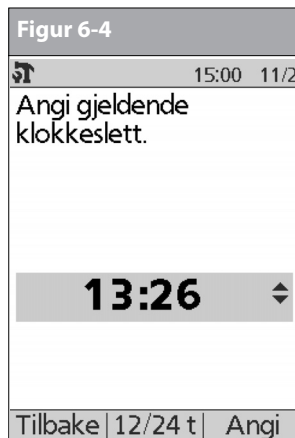 Figur 6-4
15:00 11/2
Angi gjeldende
klokkeslett.
13:26
Tilbake 12/24 t Angi